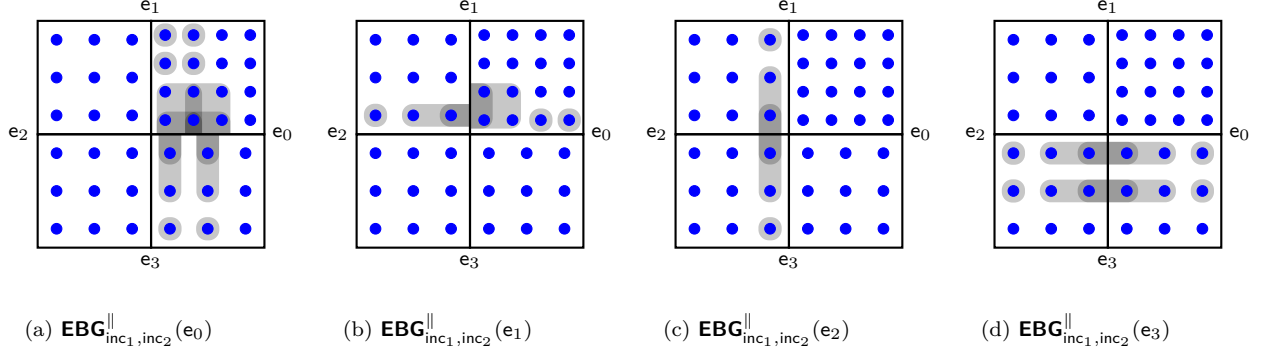 e₁ e₁ e₁ e₁
e₂ e₀ e₂ e₀ e₂ e₀ e₂ e₀
e₃ e₃ e₃ e₃
(a) EBG^∥_{inc₁,inc₂}(e₀) (b) EBG^∥_{inc₁,inc₂}(e₁) (c) EBG^∥_{inc₁,inc₂}(e₂) (d) EBG^∥_{inc₁,inc₂}(e₃)